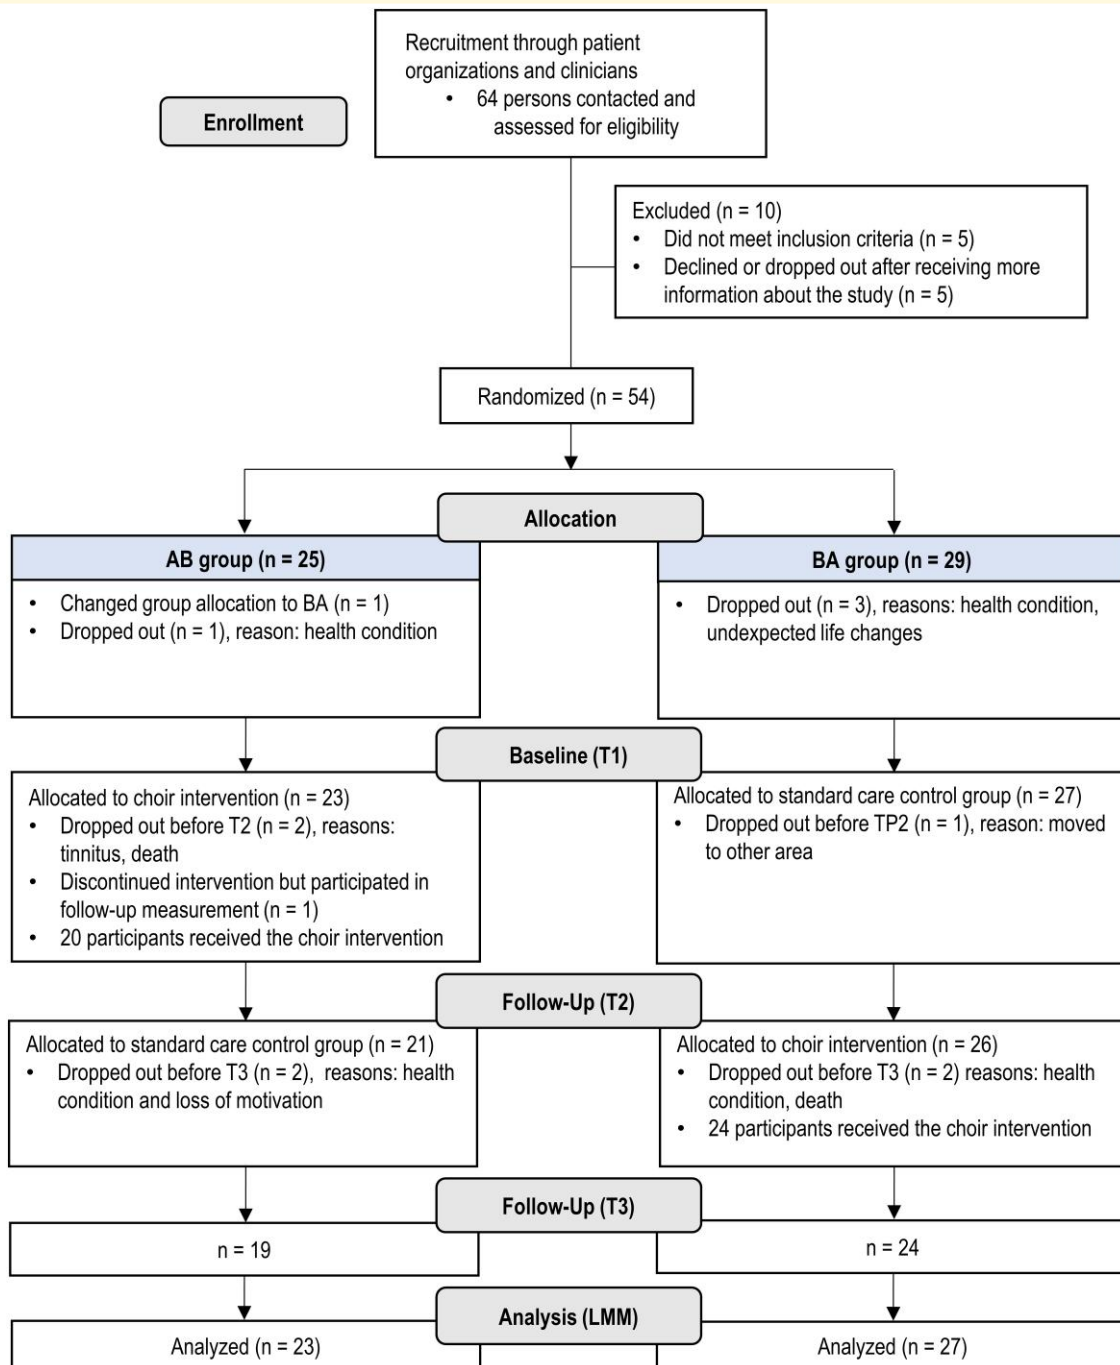 Recruitment through patient
organizations and clinicians
• 64 persons contacted and
assessed for eligibility
Enrollment
Excluded (n = 10)
• Did not meet inclusion criteria (n = 5)
• Declined or dropped out after receiving more
information about the study (n = 5)
Randomized (n = 54)
Allocation
AB group (n = 25)
• Changed group allocation to BA (n = 1)
• Dropped out (n = 1), reason: health condition
BA group (n = 29)
• Dropped out (n = 3), reasons: health condition,
undexpected life changes
Baseline (T1)
Allocated to choir intervention (n = 23)
• Dropped out before T2 (n = 2), reasons:
tinnitus, death
• Discontinued intervention but participated in
follow-up measurement (n = 1)
• 20 participants received the choir intervention
Allocated to standard care control group (n = 27)
• Dropped out before TP2 (n = 1), reason: moved
to other area
Follow-Up (T2)
Allocated to standard care control group (n = 21)
• Dropped out before T3 (n = 2), reasons: health
condition and loss of motivation
Allocated to choir intervention (n = 26)
• Dropped out before T3 (n = 2) reasons: health
condition, death
• 24 participants received the choir intervention
Follow-Up (T3)
n = 19
n = 24
Analysis (LMM)
Analyzed (n = 23)
Analyzed (n = 27)